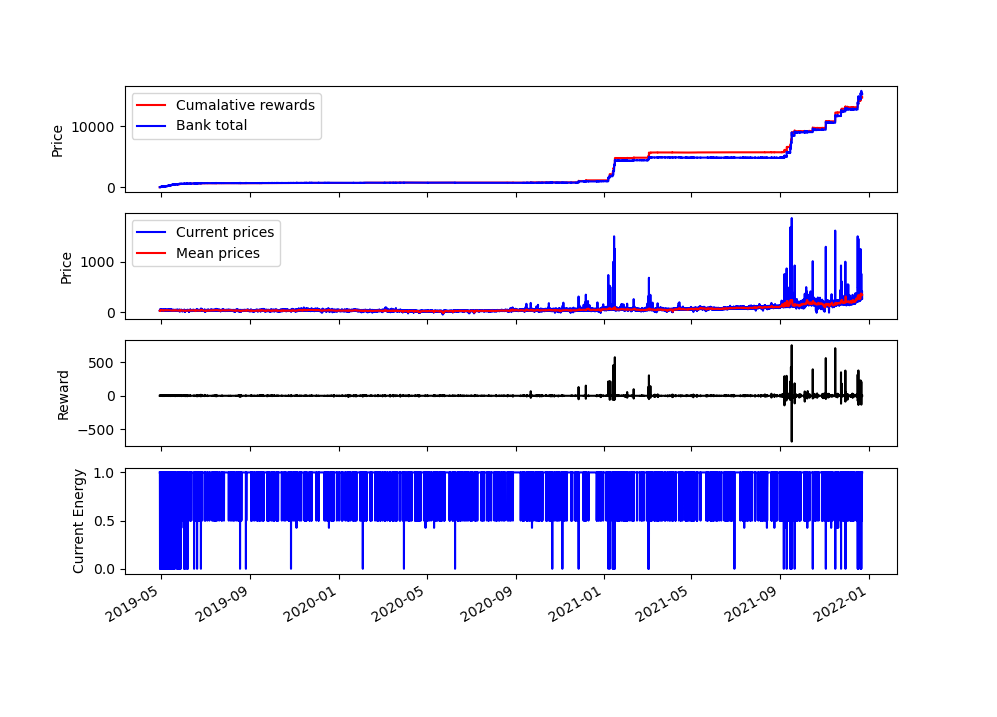 Cumalative rewards
Bank total
Price
10000
0
Current prices
Mean prices
Price
1000
0
Reward
500
0
−500
Current Energy
1.0
0.5
0.0
2019-05
2019-09
2020-01
2020-05
2020-09
2021-01
2021-05
2021-09
2022-01